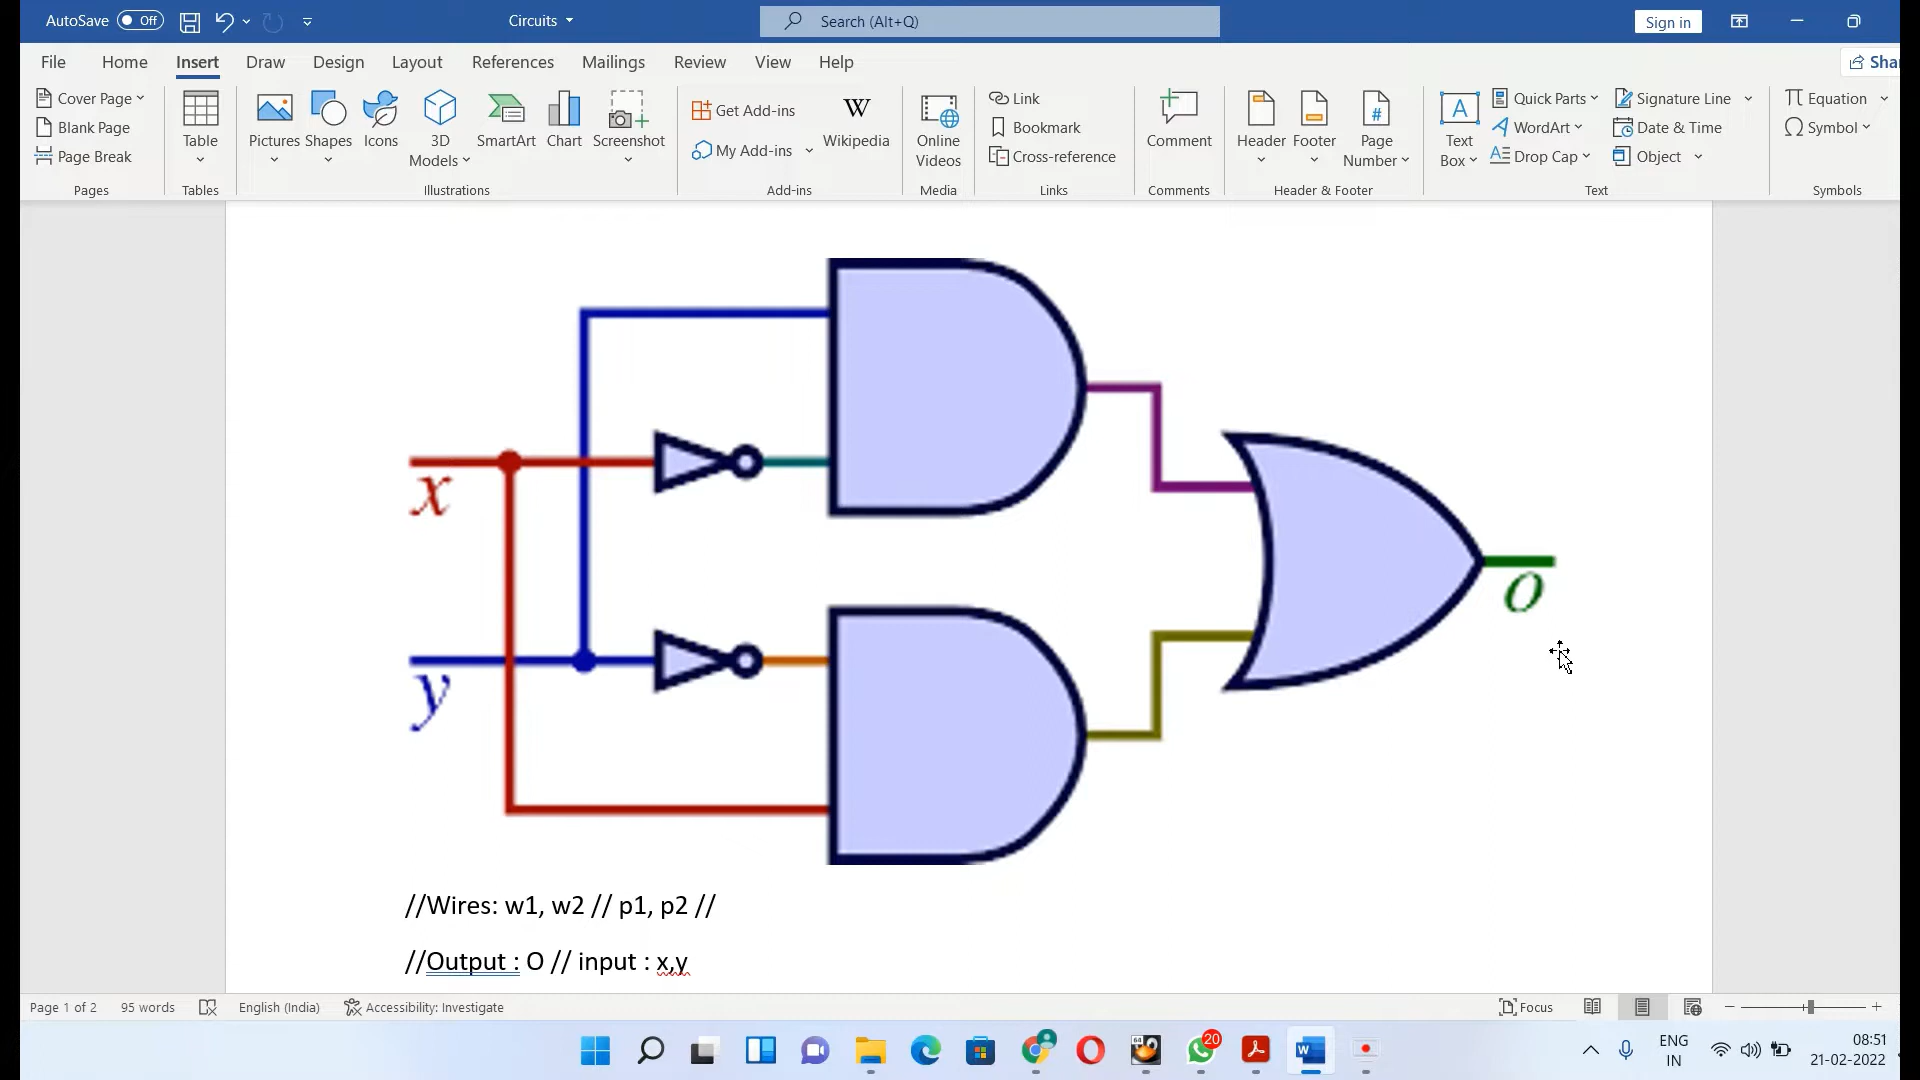 AutoSave Off Circuits Search (Alt+Q) Sign in
File Home Insert Draw Design Layout References Mailings Review View Help Shar
Cover Page
Blank Page
Page Break
Pages
Table
Tables
Pictures Shapes Icons 3D Models SmartArt Chart Screenshot
Illustrations
Get Add-ins
My Add-ins
Wikipedia
Add-ins
Online Videos
Media
Link
Bookmark
Cross-reference
Links
Comment
Comments
Header Footer Page Number
Header & Footer
Text Box
Quick Parts
WordArt
Drop Cap
Signature Line
Date & Time
Object
Text
Equation
Symbol
Symbols
x
y
O
//Wires: w1, w2 // p1, p2 //
//Output : O // input : x,y
Page 1 of 2 95 words English (India) Accessibility: Investigate Focus
20
ENG
IN
08:51
21-02-2022